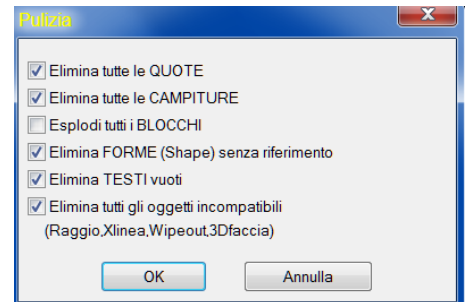 Pulizia
X
Elimina tutte le QUOTE
Elimina tutte le CAMPITURE
Esplodi tutti i BLOCCHI
Elimina FORME (Shape) senza riferimento
Elimina TESTI vuoti
Elimina tutti gli oggetti incompatibili
(Raggio,Xlinea,Wipeout,3Dfaccia)
OK Annulla